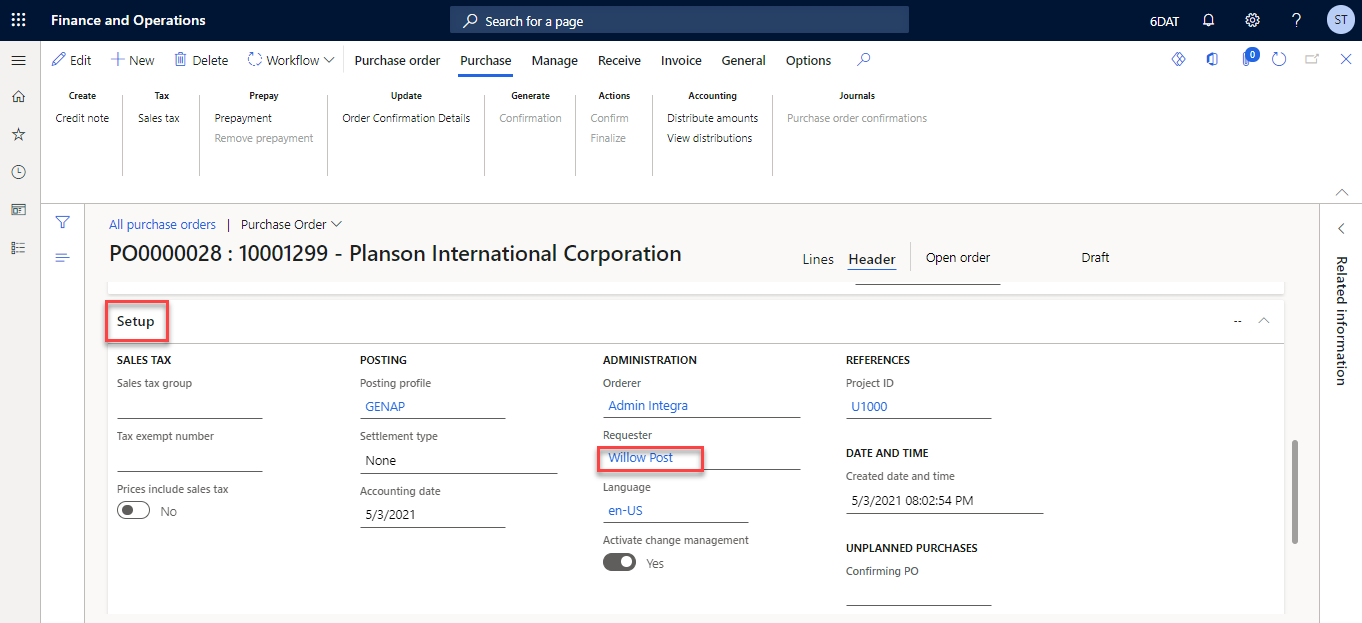 Finance and Operations
Search for a page
6DAT
?
ST
Edit
New
Delete
Workflow
Purchase order
Purchase
Manage
Receive
Invoice
General
Options
0
Create
Credit note
Tax
Sales tax
Prepay
Prepayment
Remove prepayment
Update
Order Confirmation Details
Generate
Confirmation
Actions
Confirm
Finalize
Accounting
Distribute amounts
View distributions
Journals
Purchase order confirmations
All purchase orders | Purchase Order
PO0000028 : 10001299 - Planson International Corporation
Lines
Header
Open order
Draft
Setup
--
SALES TAX
Sales tax group
Tax exempt number
Prices include sales tax
No
POSTING
Posting profile
GENAP
Settlement type
None
Accounting date
5/3/2021
ADMINISTRATION
Orderer
Admin Integra
Requester
Willow Post
Language
en-US
Activate change management
Yes
REFERENCES
Project ID
U1000
DATE AND TIME
Created date and time
5/3/2021 08:02:54 PM
UNPLANNED PURCHASES
Confirming PO
Related information